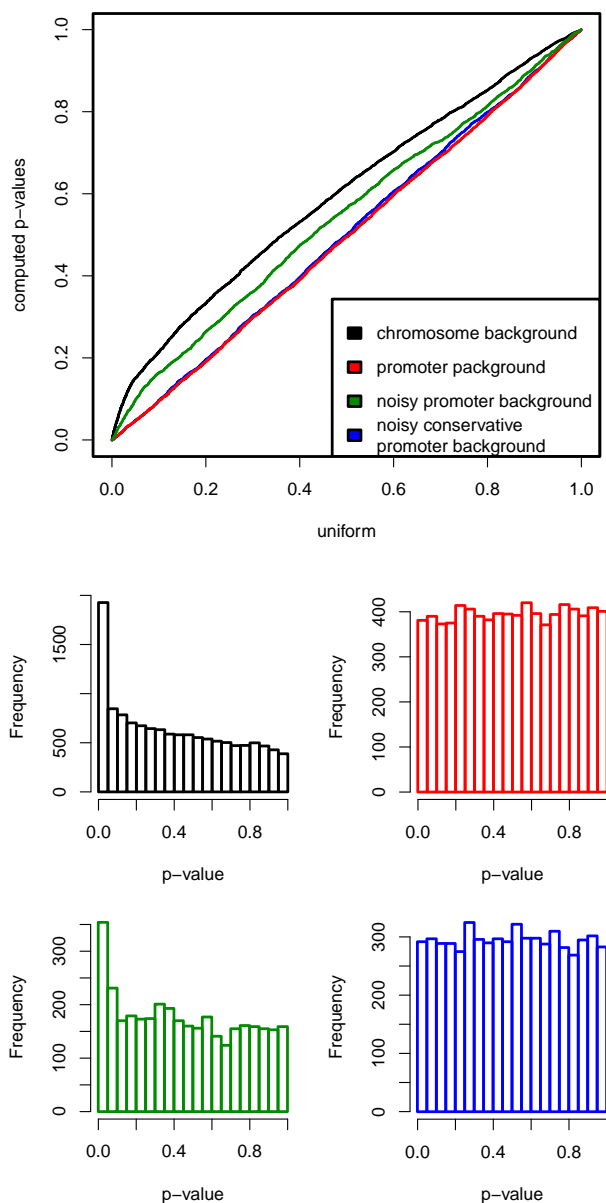 computed p−values
0.0 0.2 0.4 0.6 0.8 1.0
chromosome background
promoter packground
noisy promoter background
noisy conservative
promoter background
0.0 0.2 0.4 0.6 0.8 1.0
uniform
Frequency
0 500 1500
0.0 0.4 0.8
p−value
Frequency
0 100 200 300 400
0.0 0.4 0.8
p−value
Frequency
0 50 150 200 300
0.0 0.4 0.8
p−value
Frequency
0 50 150 200 300
0.0 0.4 0.8
p−value